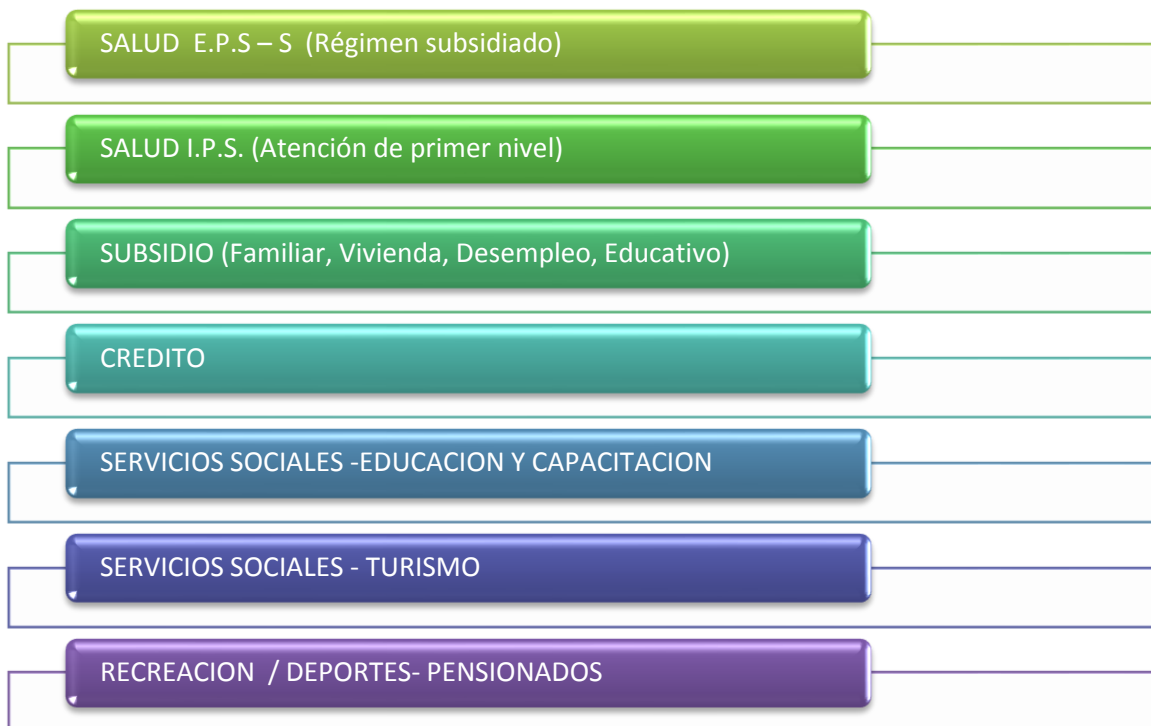 SALUD E.P.S – S (Régimen subsidiado)
SALUD I.P.S. (Atención de primer nivel)
SUBSIDIO (Familiar, Vivienda, Desempleo, Educativo)
CREDITO
SERVICIOS SOCIALES -EDUCACION Y CAPACITACION
SERVICIOS SOCIALES - TURISMO
RECREACION / DEPORTES- PENSIONADOS